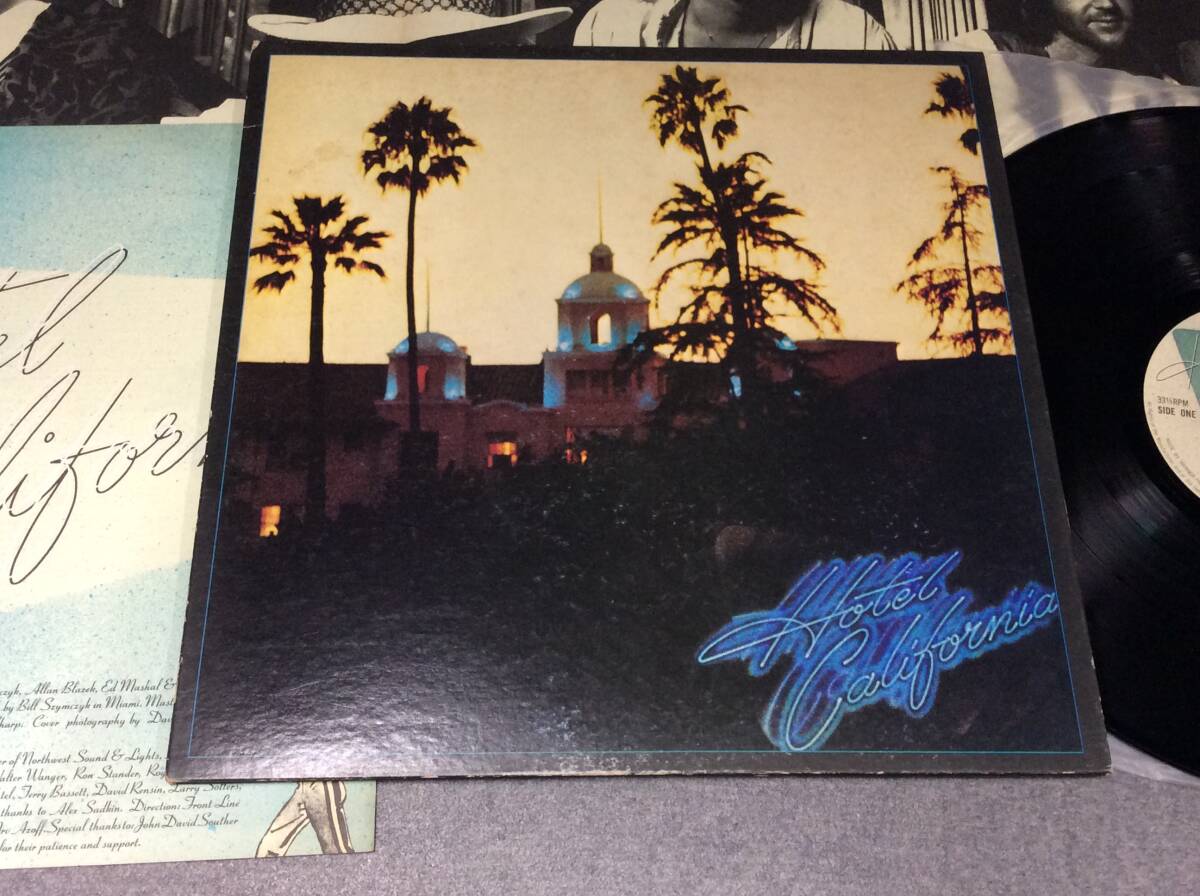 Hotel
California
tel
lifor
czyk, Allan Blazek, Ed Mashal &
by Bill Szymczyk in Miami. Mast
harp. Cover photography by Dav
er of Northwest Sound & Lights,
alter Wanger, Ron Stander, Roy
tel, Terry Bassett, David Rensin, Larry Solters,
thanks to Alex Sadkin. Direction: Front Line
Irv Azoff. Special thanks to: John David Souther
for their patience and support.
33⅓RPM
SIDE ONE